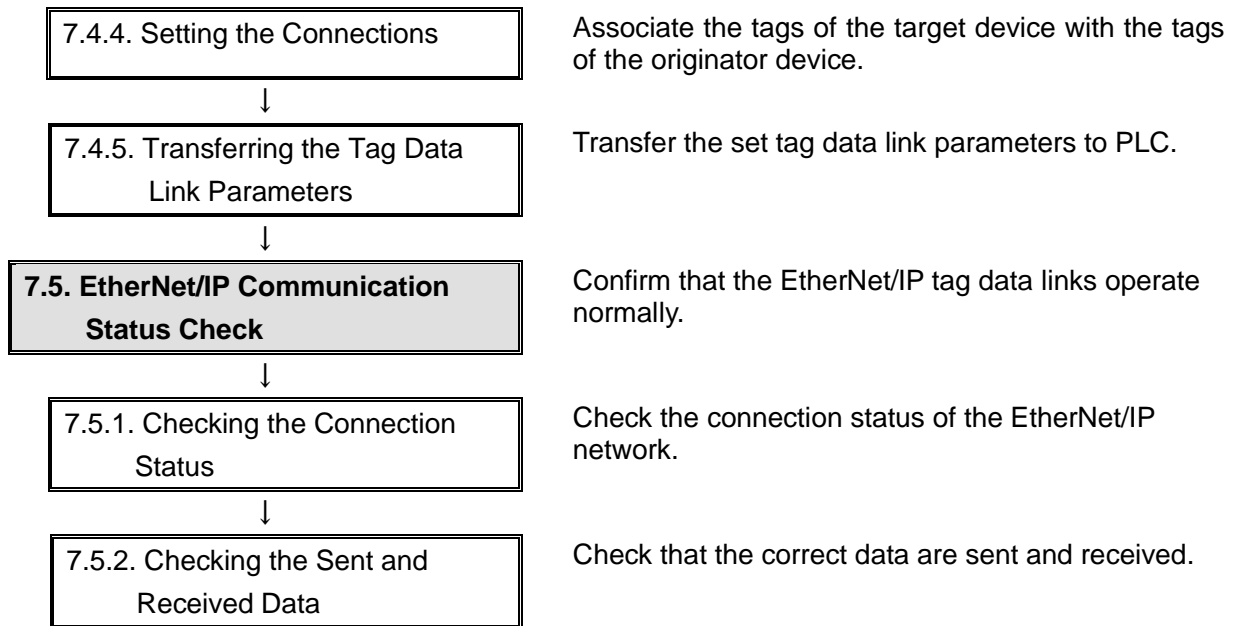 7.4.4. Setting the Connections
Associate the tags of the target device with the tags
of the originator device.
↓
7.4.5. Transferring the Tag Data
Link Parameters
Transfer the set tag data link parameters to PLC.
↓
7.5. EtherNet/IP Communication
Status Check
Confirm that the EtherNet/IP tag data links operate
normally.
↓
7.5.1. Checking the Connection
Status
Check the connection status of the EtherNet/IP
network.
↓
7.5.2. Checking the Sent and
Received Data
Check that the correct data are sent and received.